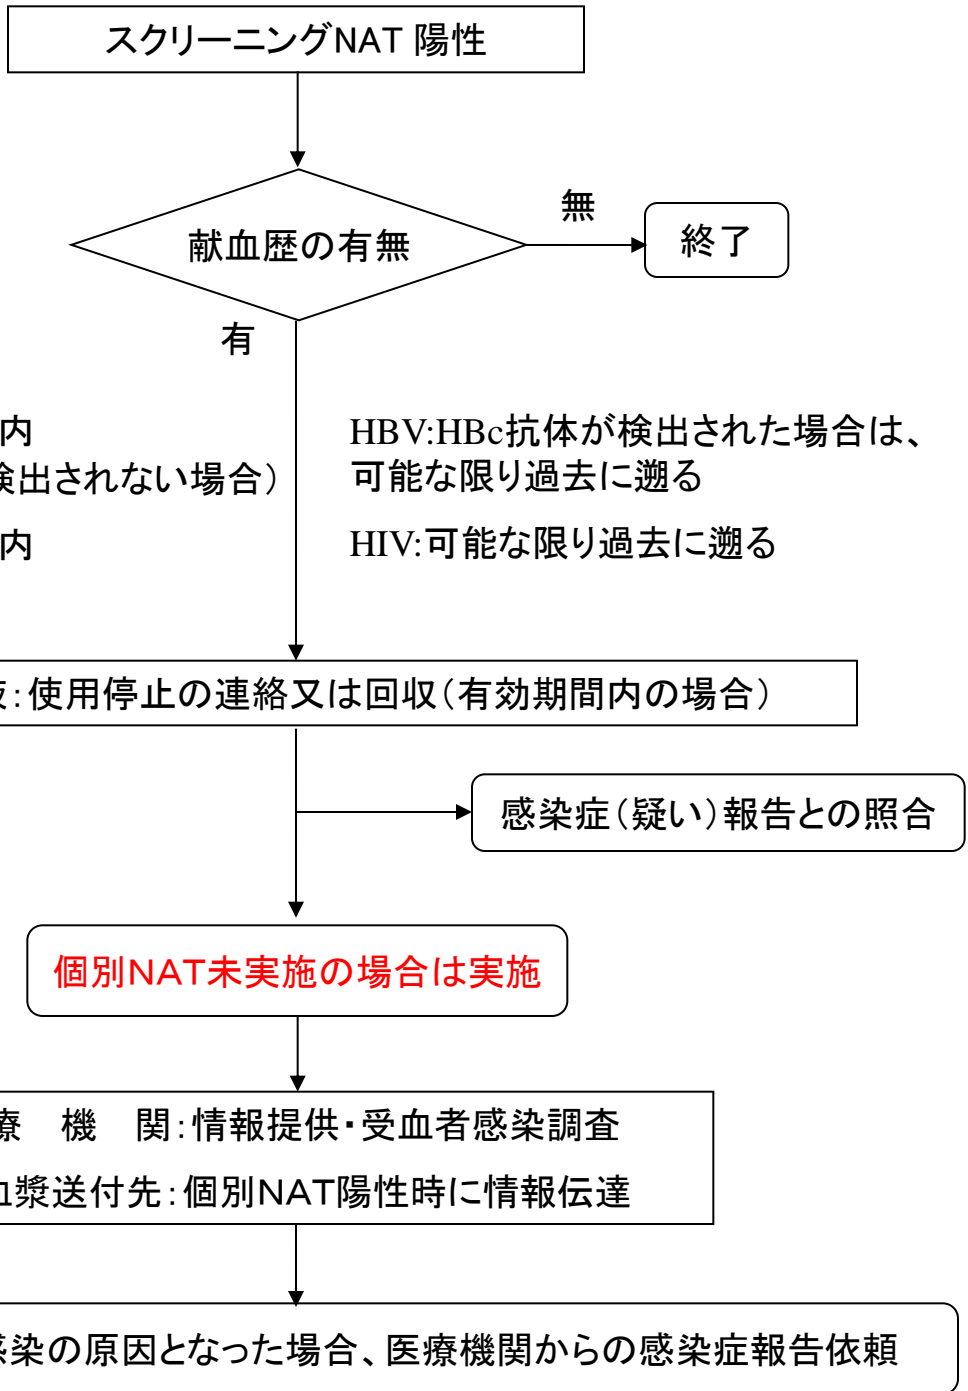 スクリーニングNAT 陽性
無
献血歴の有無
終了
有
内
検出されない場合）
内
HBV:HBc抗体が検出された場合は、
可能な限り過去に遡る
HIV:可能な限り過去に遡る
：使用停止の連絡又は回収（有効期間内の場合）
感染症（疑い）報告との照合
個別NAT未実施の場合は実施
療　機　関：情報提供・受血者感染調査
漿送付先：個別NAT陽性時に情報伝達
染の原因となった場合、医療機関からの感染症報告依頼